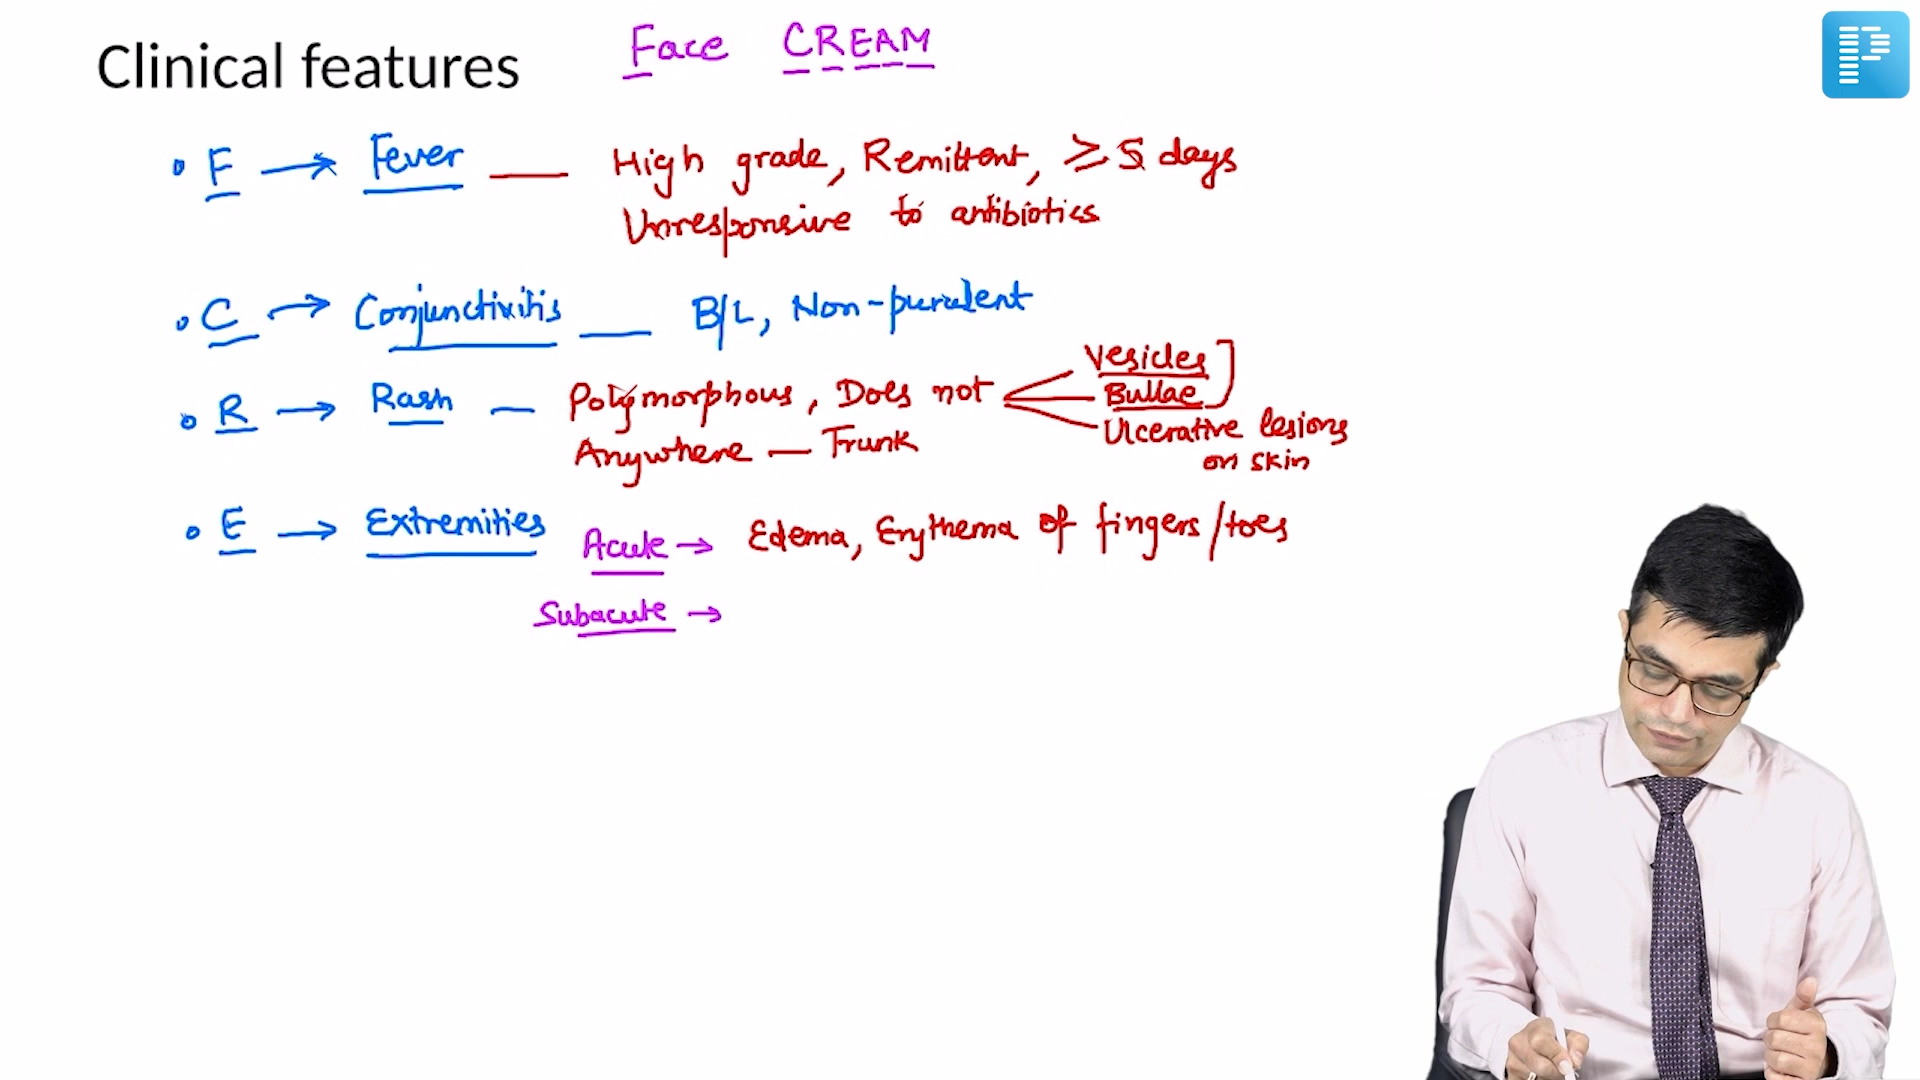 Clinical features
Face CREAM
• F → Fever — High grade, Remittent, ≥ 5 days
Unresponsive to antibiotics
• C → Conjunctivitis — B/L, Non-purulent
• R → Rash — Polymorphous, Does not
Vesicles
Bullae
Ulcerative lesions
on skin
Anywhere — Trunk
• E → Extremities
Acute → Edema, Erythema of fingers/toes
Subacute →